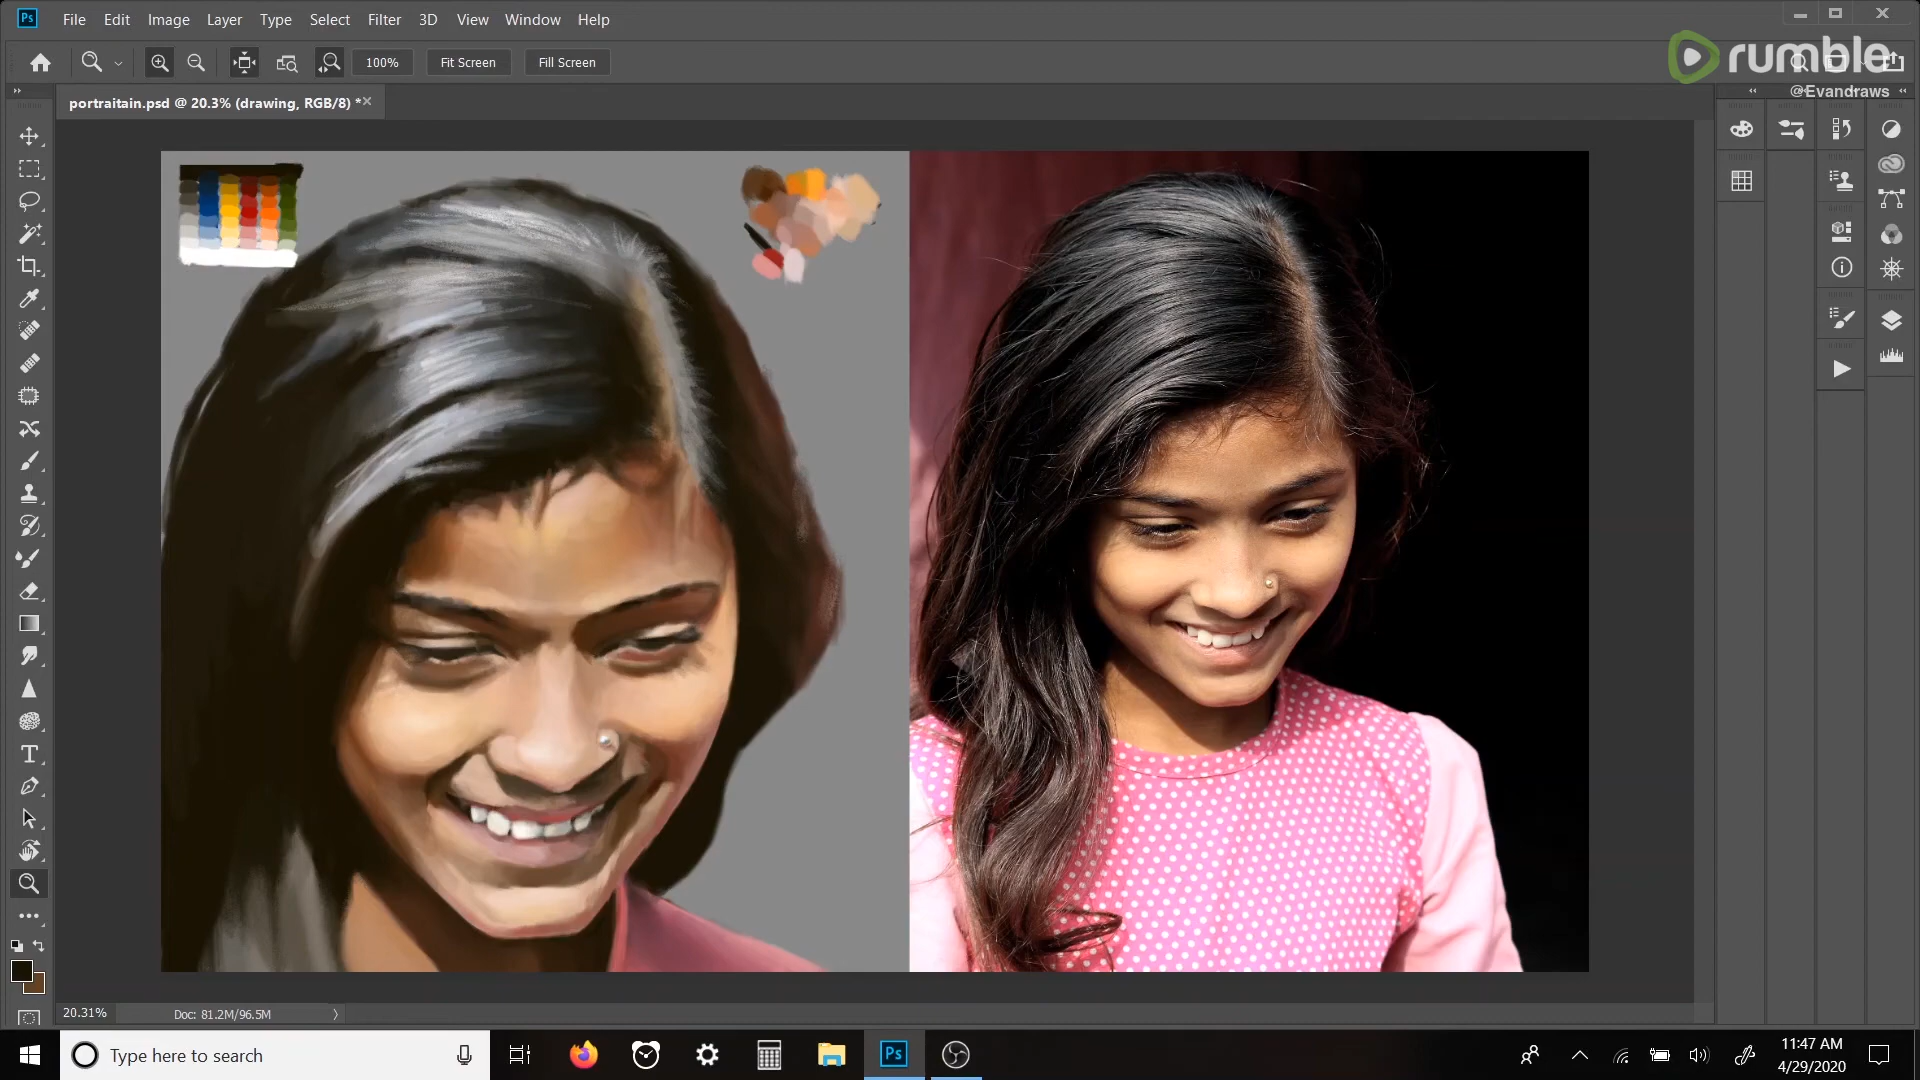 Ps File Edit Image Layer Type Select Filter 3D View Window Help
100% Fit Screen Fill Screen
rumble
@Evandraws
portraitain.psd @ 20.3% (drawing, RGB/8) *
20.31% Doc: 81.2M/96.5M
Type here to search
Ps
11:47 AM
4/29/2020